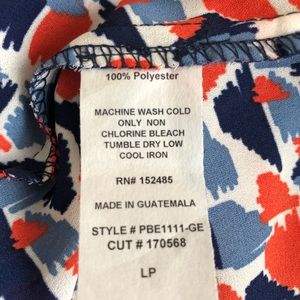 100% Polyester
MACHINE WASH COLD
ONLY NON
CHLORINE BLEACH
TUMBLE DRY LOW
COOL IRON
RN# 152485
MADE IN GUATEMALA
STYLE # PBE1111-GE
CUT # 170568
LP